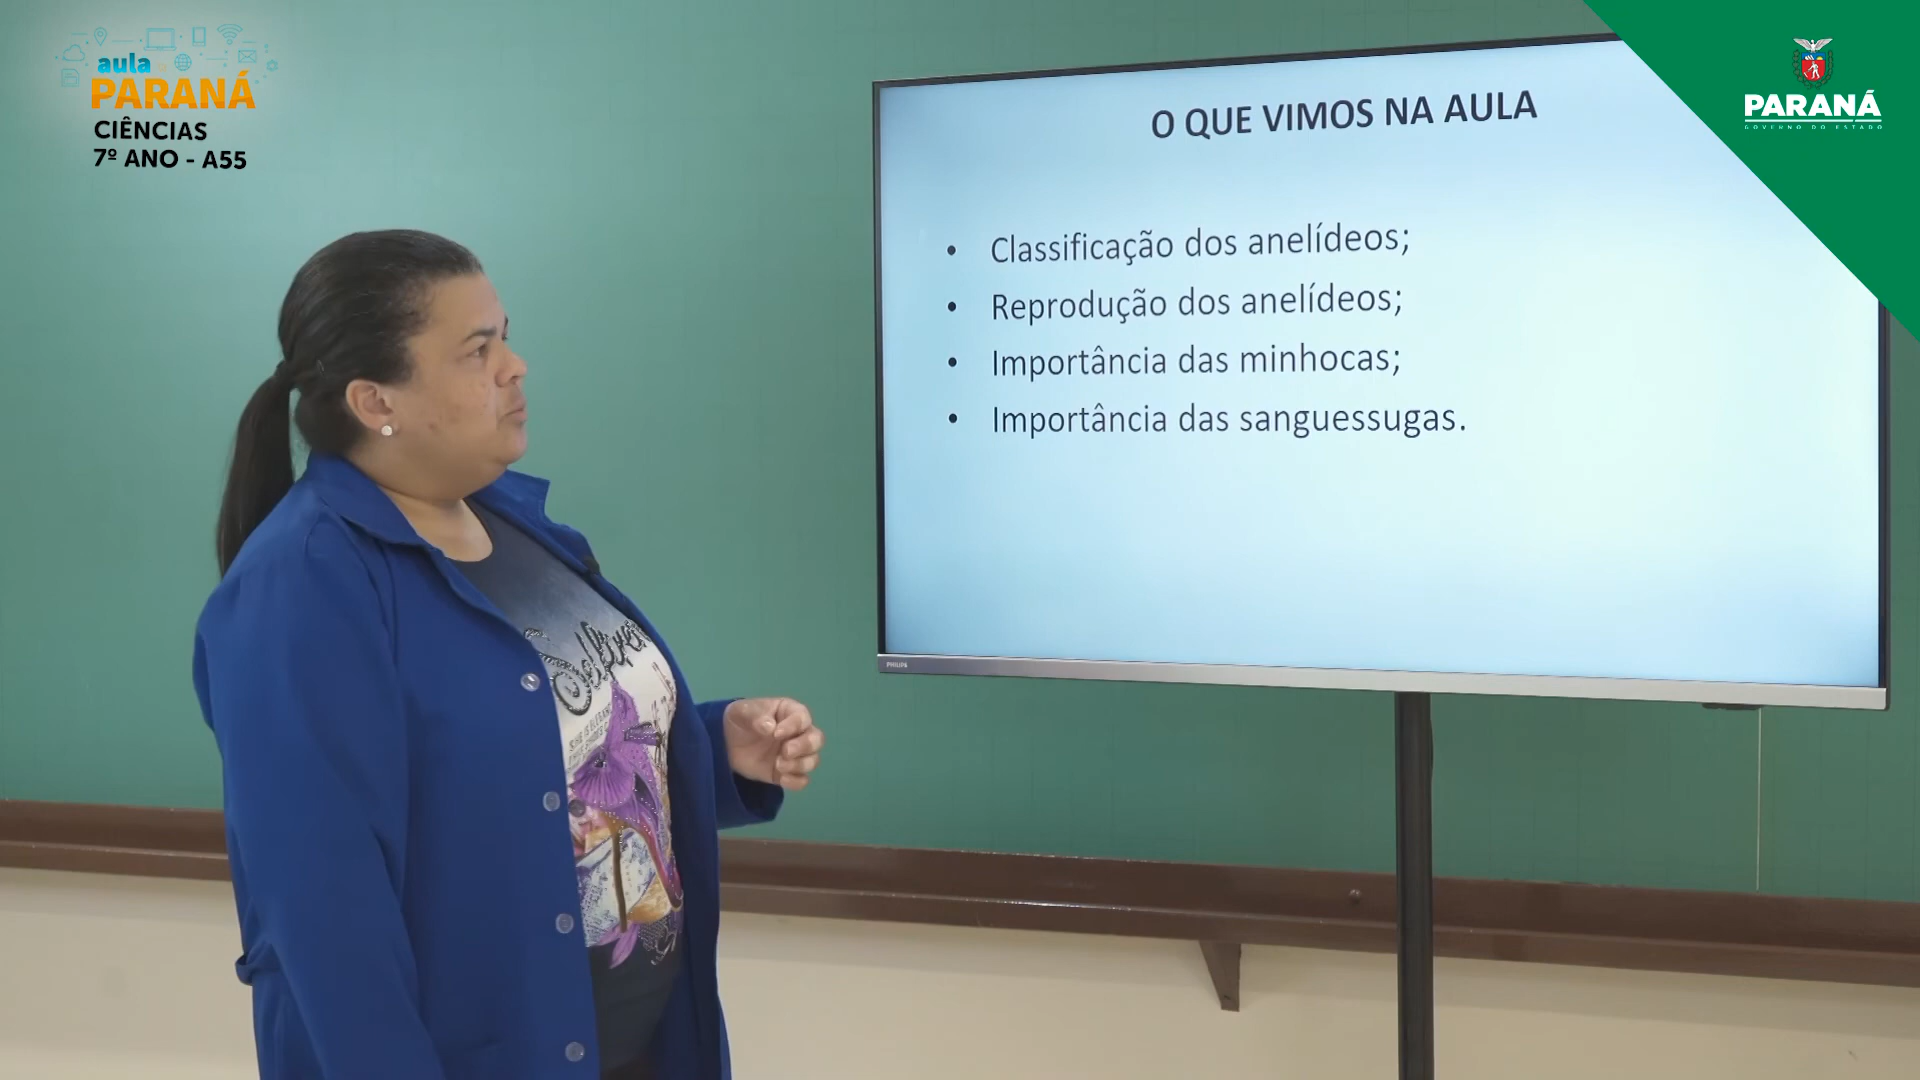 aula
PARANÁ
CIÊNCIAS
7º ANO - A55
PARANÁ
GOVERNO DO ESTADO
O QUE VIMOS NA AULA
• Classificação dos anelídeos;
• Reprodução dos anelídeos;
• Importância das minhocas;
• Importância das sanguessugas.
PHILIPS